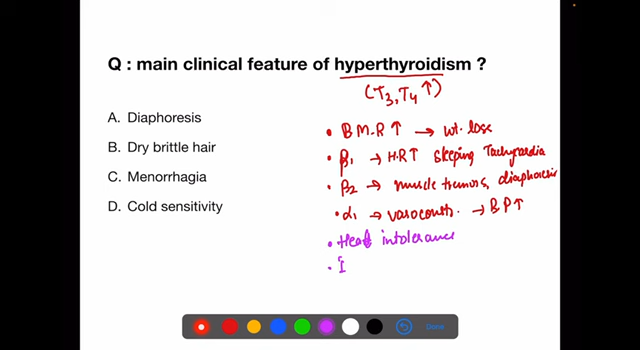 Q : main clinical feature of hyperthyroidism ?
(T3, T4 ↑)
A. Diaphoresis
B. Dry brittle hair
C. Menorrhagia
D. Cold sensitivity
• B M.R ↑ → wt. loss
• β1 → H.R ↑ sleeping Tachycardia
• β2 → muscle tremors, diaphoresis
• α1 → vasoconstr. → B P ↑
• Heat intolerance
• I
Done